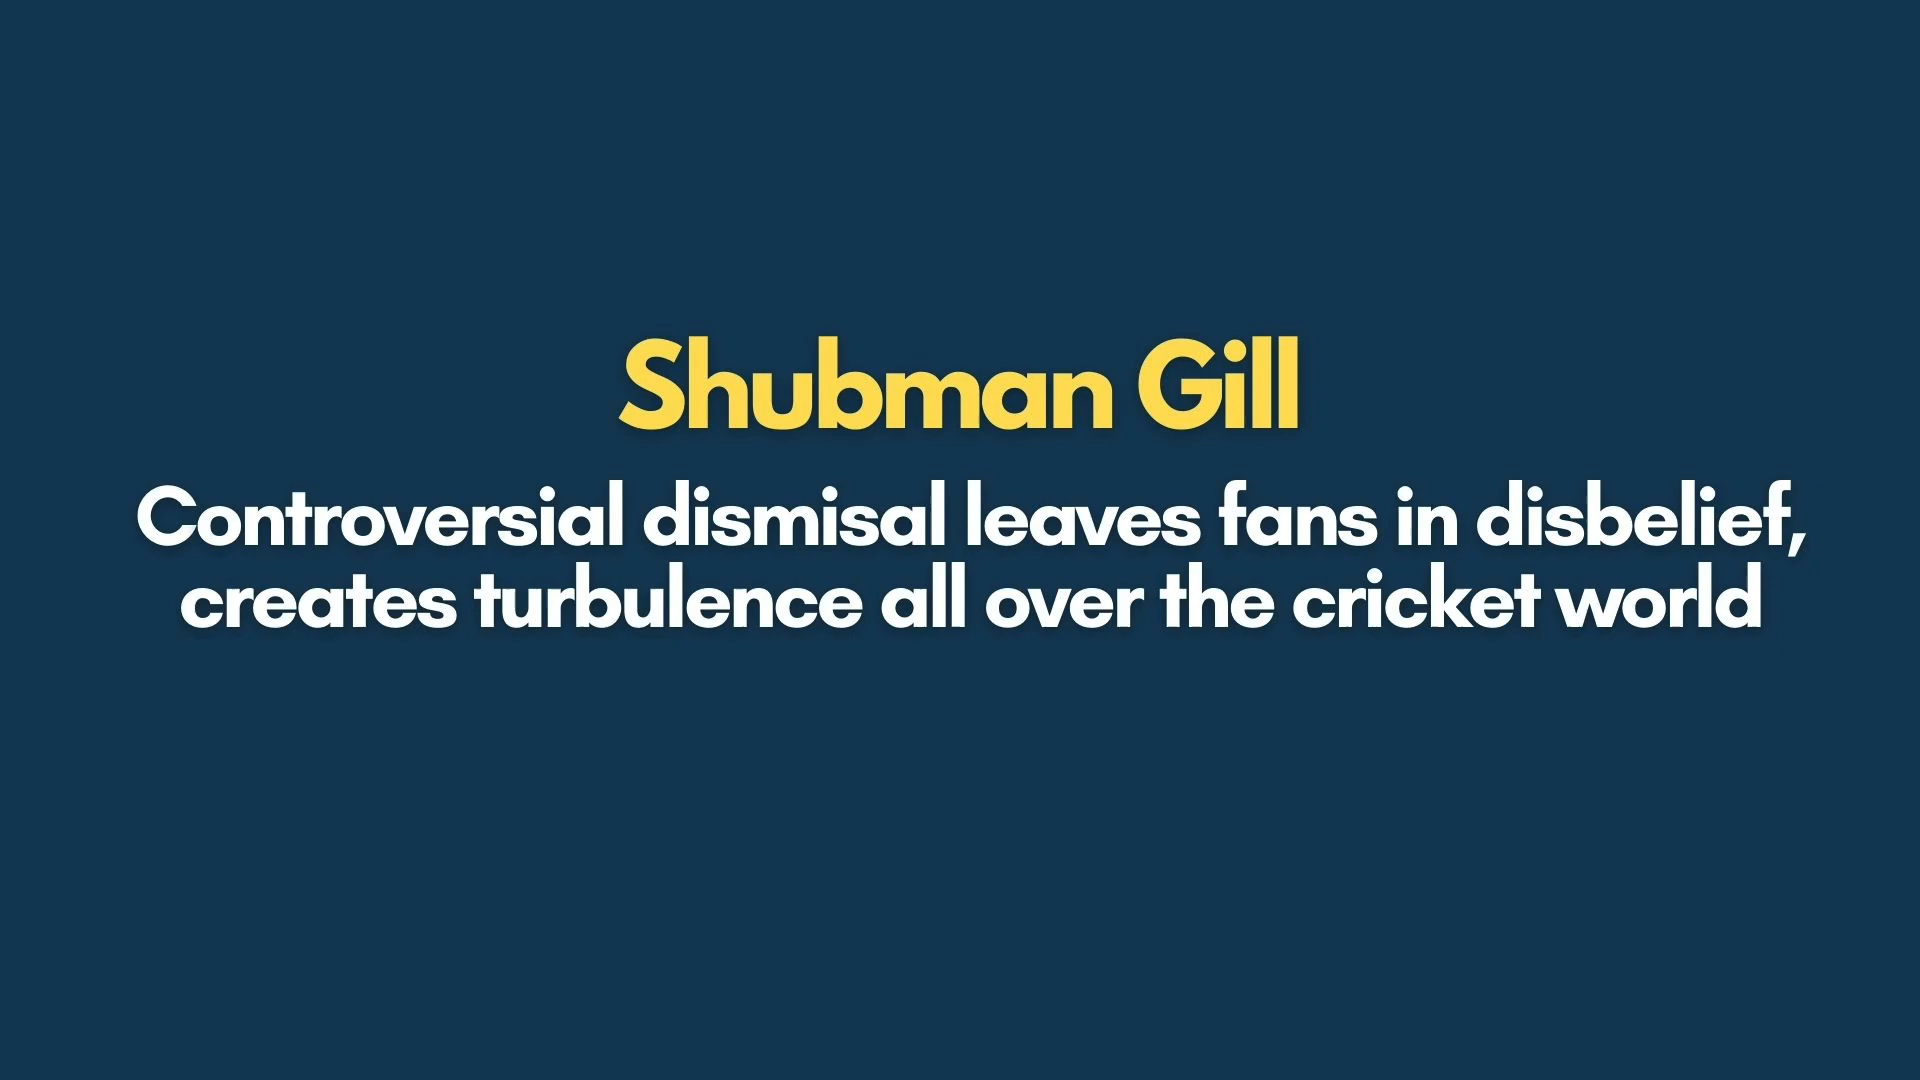 Shubman Gill
Controversial dismisal leaves fans in disbelief,
creates turbulence all over the cricket world